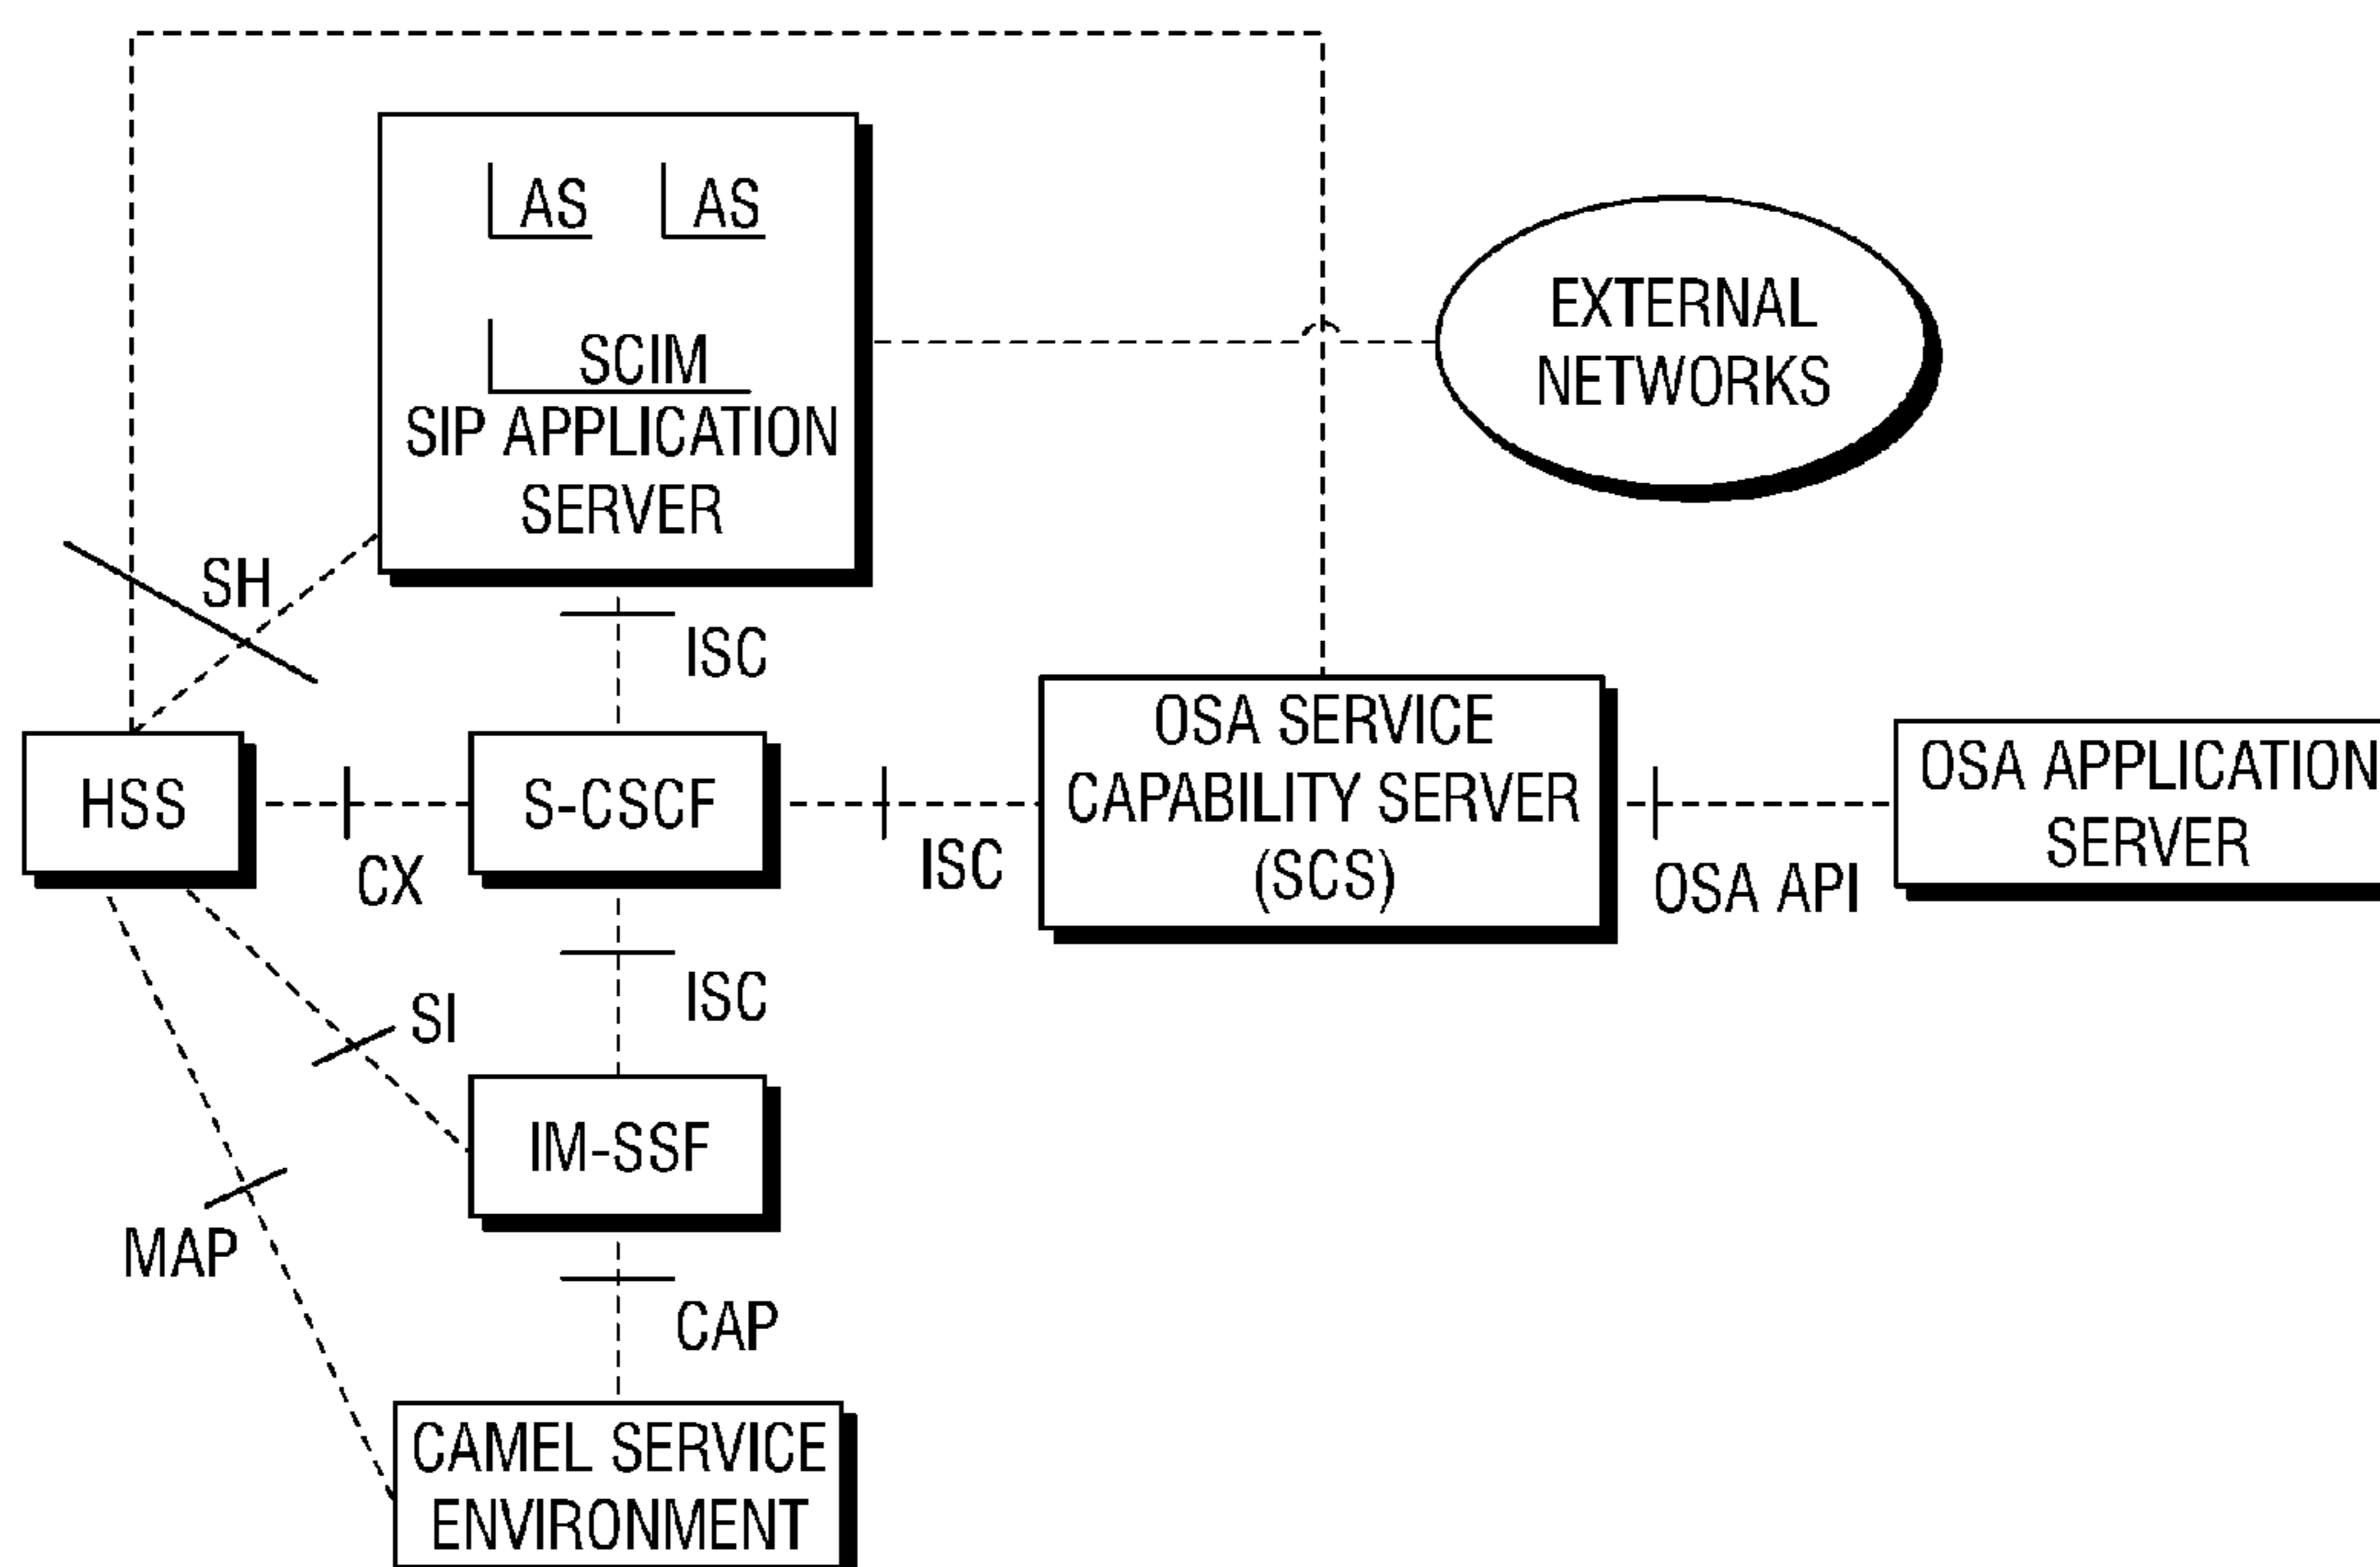 AS AS
SCIM
SIP APPLICATION
SERVER
EXTERNAL
NETWORKS
SH
ISC
HSS
CX
S-CSCF
ISC
OSA SERVICE
CAPABILITY SERVER
(SCS)
OSA API
OSA APPLICATION
SERVER
ISC
SI
IM-SSF
MAP
CAP
CAMEL SERVICE
ENVIRONMENT